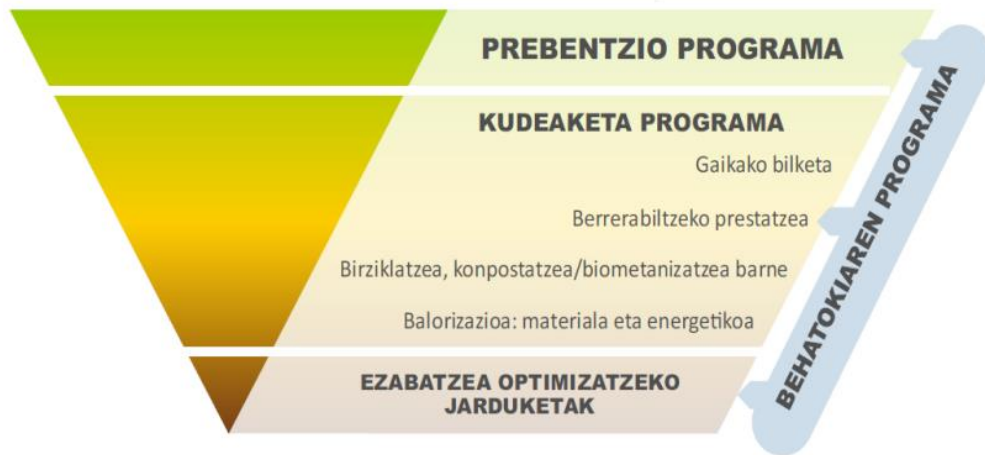 PREBENTZIO PROGRAMA
KUDEAKETA PROGRAMA
Gaikako bilketa
Berrerabiltzeko prestatzea
Birziklatzea, konpostatzea/biometanizatzea barne
Balorizazioa: materiala eta energetikoa
EZABATZEA OPTIMIZATZEKO
JARDUKETAK
BEHATOKIAREN PROGRAMA